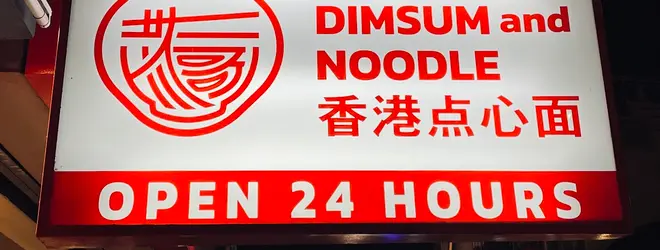 DIMSUM and
NOODLE
香港点心面
OPEN 24 HOURS